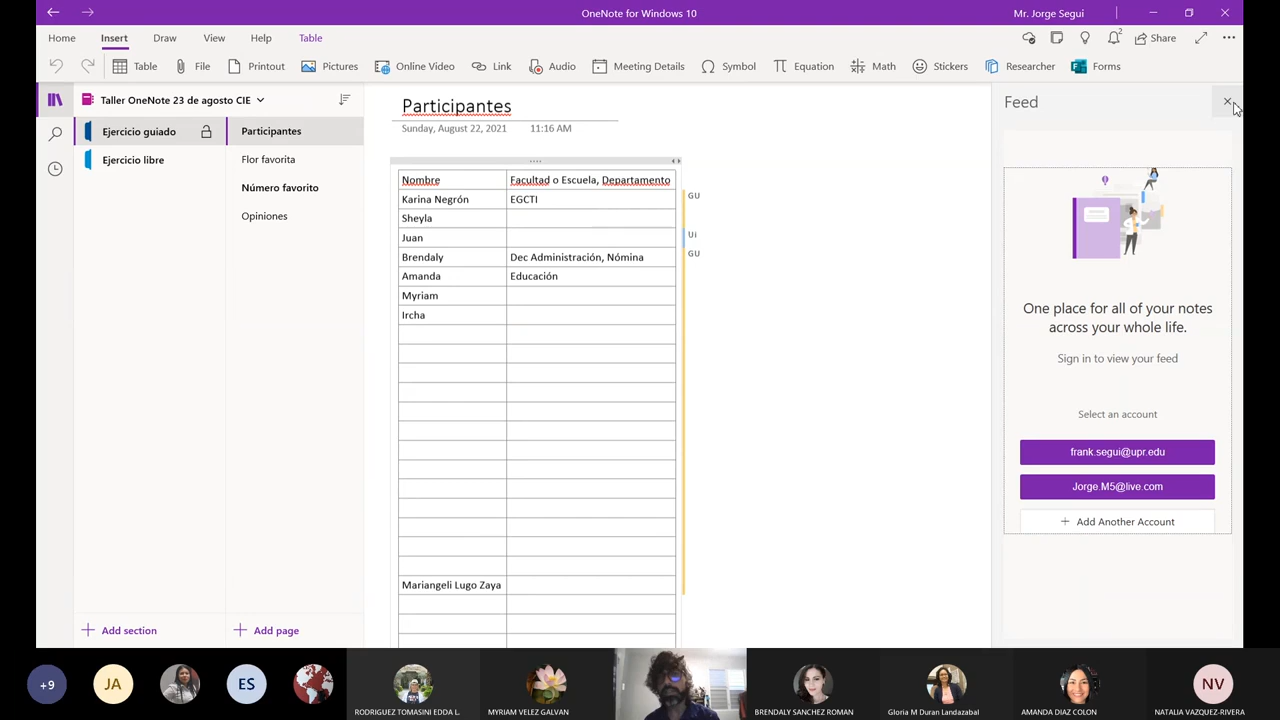 OneNote for Windows 10
Mr. Jorge Segui
Home Insert Draw View Help Table
2
Share
Table File Printout Pictures Online Video Link Audio Meeting Details Symbol Equation Math Stickers Researcher Forms
Taller OneNote 23 de agosto CIE
Ejercicio guiado
Ejercicio libre
Participantes
Flor favorita
Número favorito
Opiniones
Participantes
Sunday, August 22, 2021 11:16 AM
Nombre Facultad o Escuela, Departamento
Karina Negrón EGCTI
GU
Sheyla
Juan
Ui
Brendaly Dec Administración, Nómina
GU
Amanda Educación
Myriam
Ircha
Mariangeli Lugo Zaya
Feed
One place for all of your notes
across your whole life.
Sign in to view your feed
Select an account
frank.segui@upr.edu
Jorge.M5@live.com
Add Another Account
Add section
Add page
+9
JA
ES
NV
RODRIGUEZ TOMASINI EDDA L.
MYRIAM VELEZ GALVAN
BRENDALY SANCHEZ ROMAN
Gloria M Duran Landazabal
AMANDA DIAZ COLON
NATALIA VAZQUEZ-RIVERA